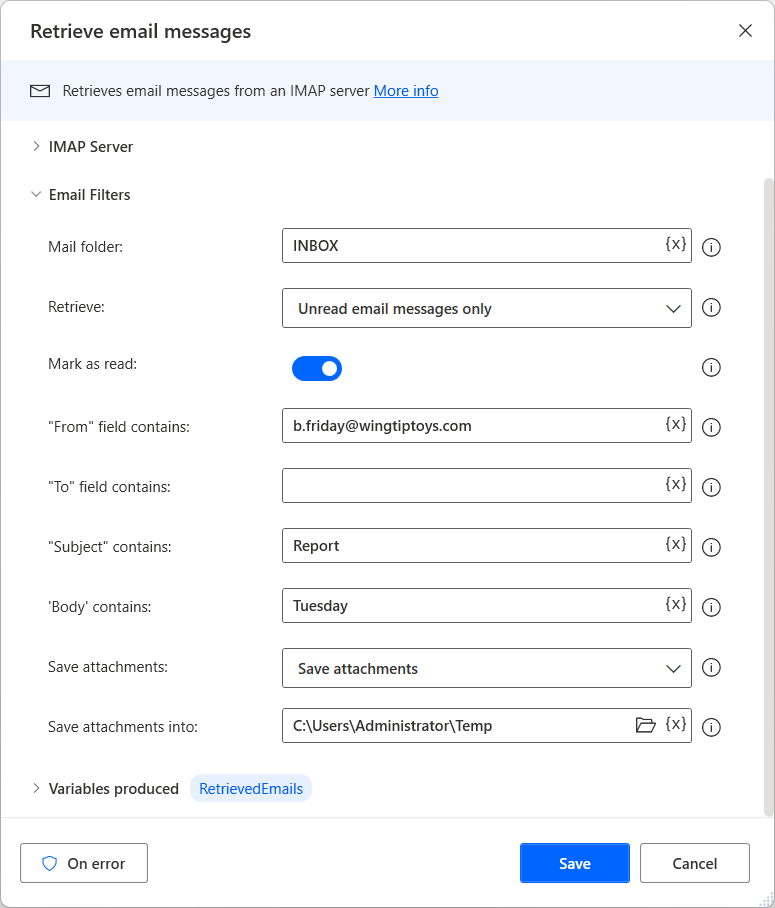 Retrieve email messages
Retrieves email messages from an IMAP server More info
IMAP Server
Email Filters
Mail folder: INBOX {x}
Retrieve: Unread email messages only
Mark as read:
"From" field contains: b.friday@wingtiptoys.com {x}
"To" field contains: {x}
"Subject" contains: Report {x}
'Body' contains: Tuesday {x}
Save attachments: Save attachments
Save attachments into: C:\Users\Administrator\Temp {x}
Variables produced RetrievedEmails
On error Save Cancel